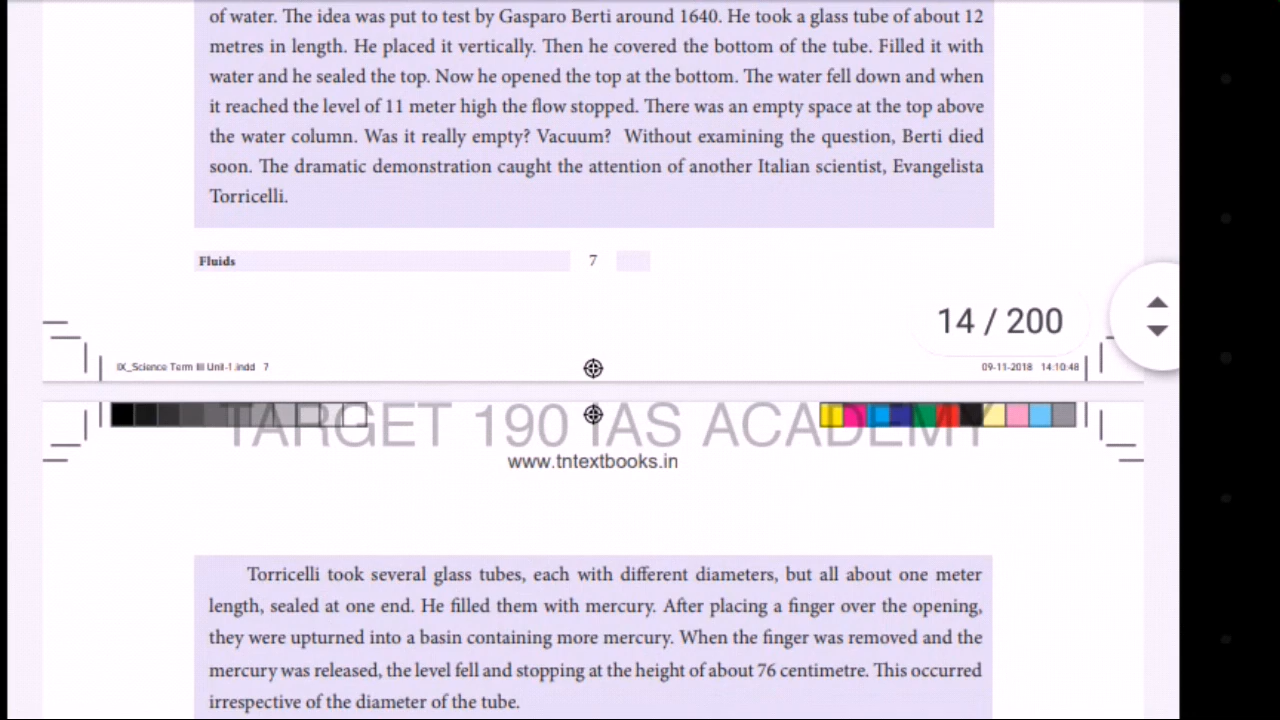 of water. The idea was put to test by Gasparo Berti around 1640. He took a glass tube of about 12
metres in length. He placed it vertically. Then he covered the bottom of the tube. Filled it with
water and he sealed the top. Now he opened the top at the bottom. The water fell down and when
it reached the level of 11 meter high the flow stopped. There was an empty space at the top above
the water column. Was it really empty? Vacuum? Without examining the question, Berti died
soon. The dramatic demonstration caught the attention of another Italian scientist, Evangelista
Torricelli.
Fluids 7
14 / 200
IX_Science Term III Unit-1.indd 7 09-11-2018 14:10:48
TARGET 190 IAS ACADEMY
www.tntextbooks.in
Torricelli took several glass tubes, each with different diameters, but all about one meter
length, sealed at one end. He filled them with mercury. After placing a finger over the opening,
they were upturned into a basin containing more mercury. When the finger was removed and the
mercury was released, the level fell and stopping at the height of about 76 centimetre. This occurred
irrespective of the diameter of the tube.